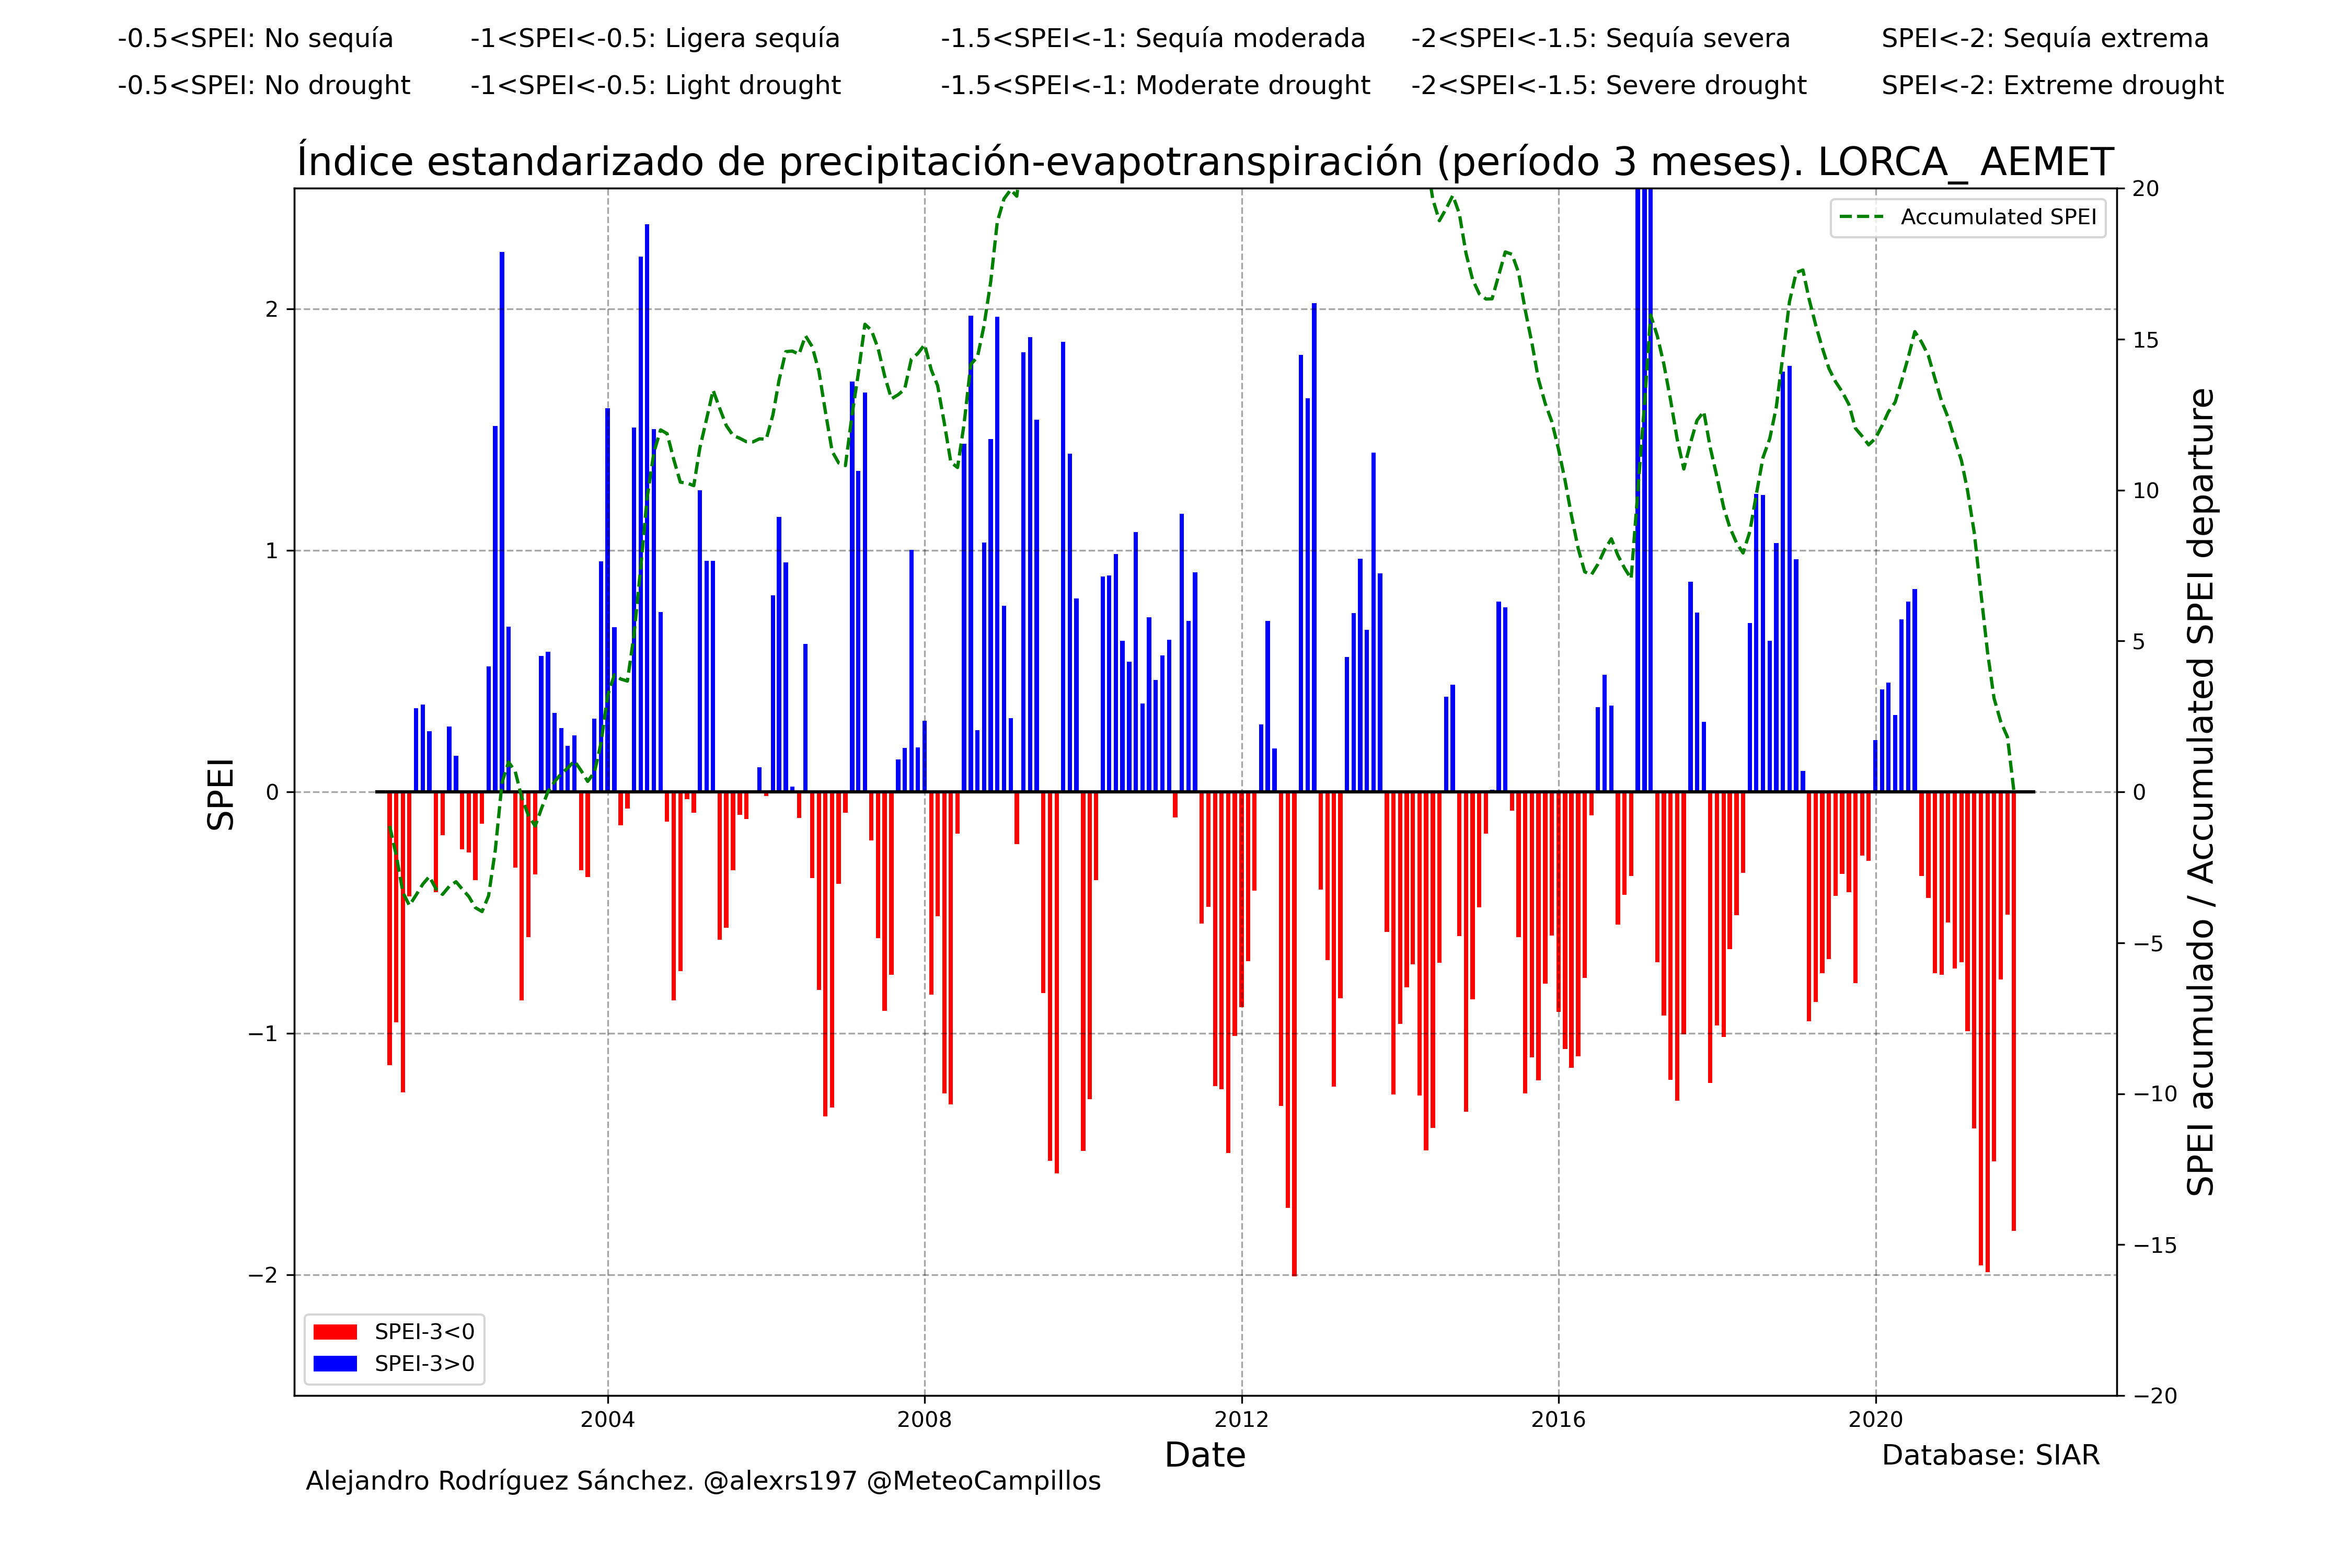 -0.5<SPEI: No sequía -1<SPEI<-0.5: Ligera sequía -1.5<SPEI<-1: Sequía moderada -2<SPEI<-1.5: Sequía severa SPEI<-2: Sequía extrema
-0.5<SPEI: No drought -1<SPEI<-0.5: Light drought -1.5<SPEI<-1: Moderate drought -2<SPEI<-1.5: Severe drought SPEI<-2: Extreme drought
Índice estandarizado de precipitación-evapotranspiración (período 3 meses). LORCA_ AEMET
Accumulated SPEI
SPEI
2
1
0
−1
−2
20
15
10
5
0
−5
−10
−15
−20
SPEI acumulado / Accumulated SPEI departure
SPEI-3<0
SPEI-3>0
2004 2008 2012 2016 2020
Date
Database: SIAR
Alejandro Rodríguez Sánchez. @alexrs197 @MeteoCampillos